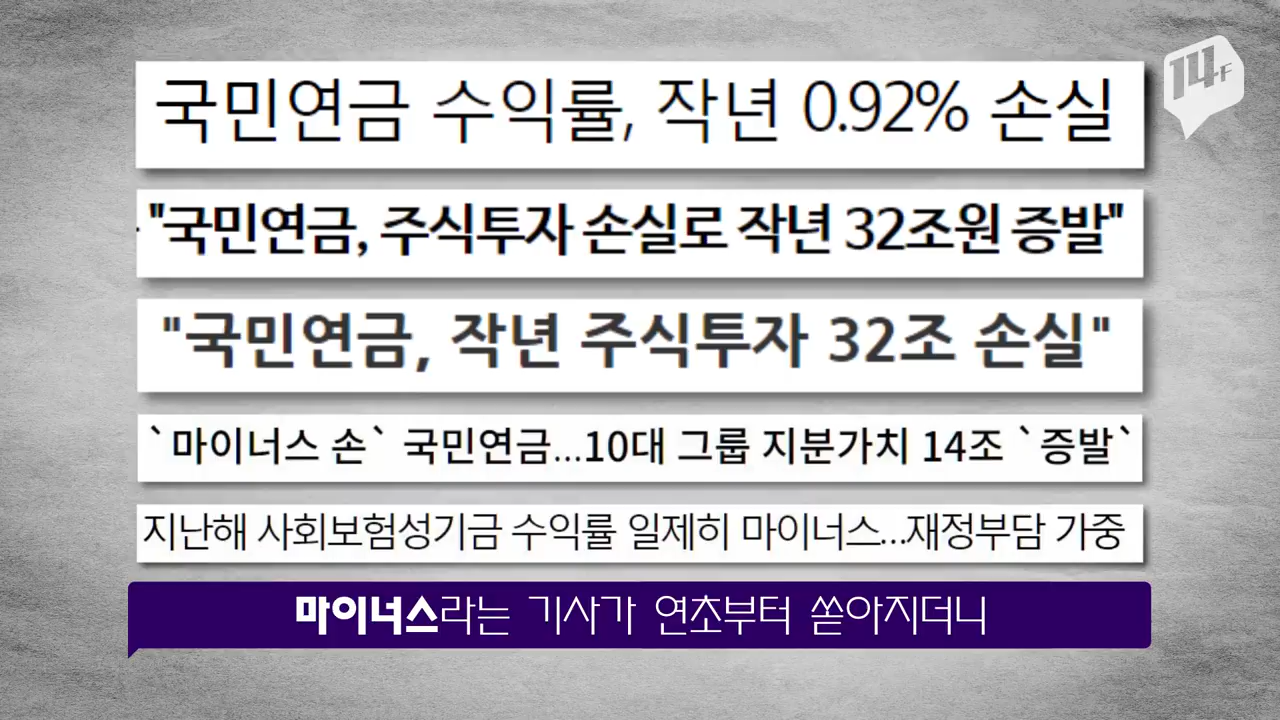 14F
국민연금 수익률, 작년 0.92% 손실
"국민연금, 주식투자 손실로 작년 32조원 증발"
"국민연금, 작년 주식투자 32조 손실"
`마이너스 손` 국민연금...10대 그룹 지분가치 14조 `증발`
지난해 사회보험성기금 수익률 일제히 마이너스...재정부담 가중
마이너스라는 기사가 연초부터 쏟아지더니